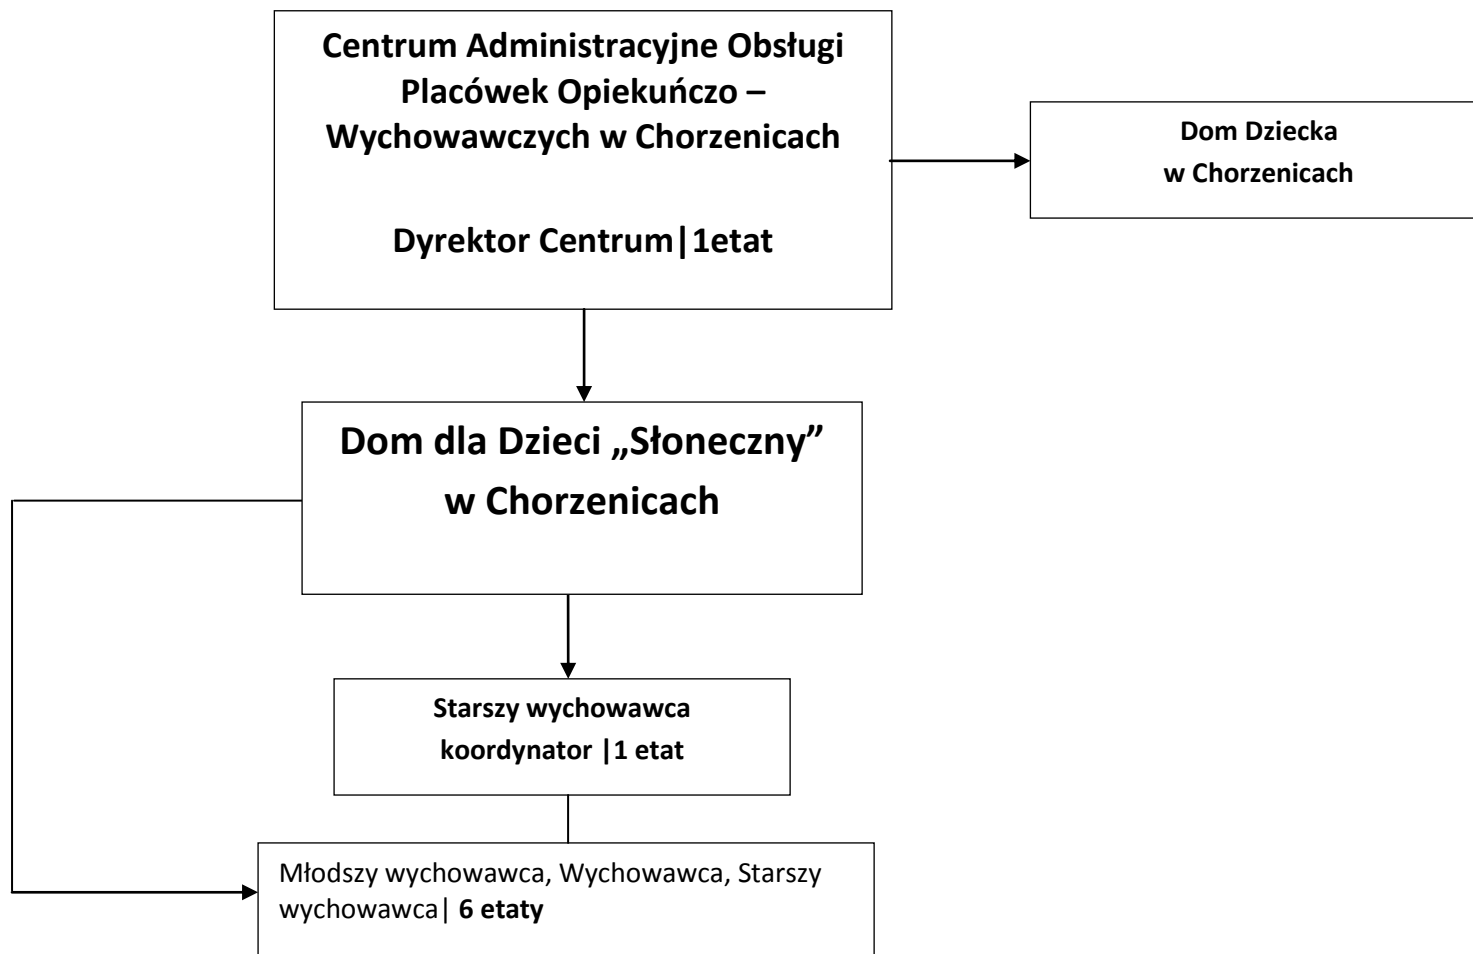 Centrum Administracyjne Obsługi
Placówek Opiekuńczo –
Wychowawczych w Chorzenicach
Dyrektor Centrum|1etat
Dom Dziecka
w Chorzenicach
Dom dla Dzieci „Słoneczny”
w Chorzenicach
Starszy wychowawca
koordynator |1 etat
Młodszy wychowawca, Wychowawca, Starszy
wychowawca| 6 etaty